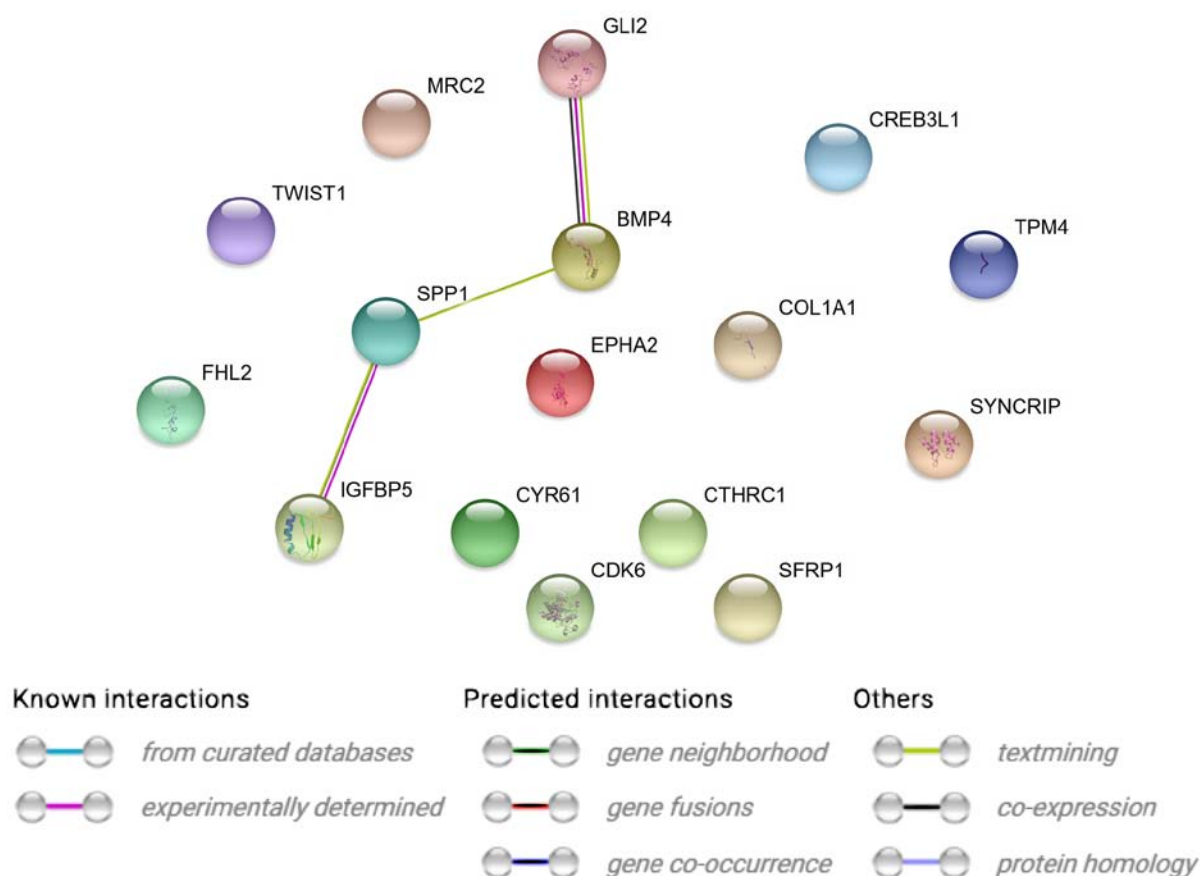 GLI2
MRC2
CREB3L1
TWIST1
BMP4
TPM4
SPP1
COL1A1
EPHA2
FHL2
SYNCRIP
IGFBP5
CYR61
CTHRC1
CDK6
SFRP1
Known interactions
from curated databases
experimentally determined
Predicted interactions
gene neighborhood
gene fusions
gene co-occurrence
Others
textmining
co-expression
protein homology